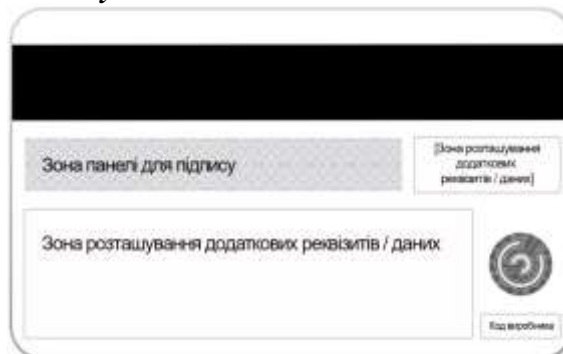 Зона панелі для підпису
[Зона розташування
додаткових
реквізитів / даних]
Зона розташування додаткових реквізитів / даних
Код виробника